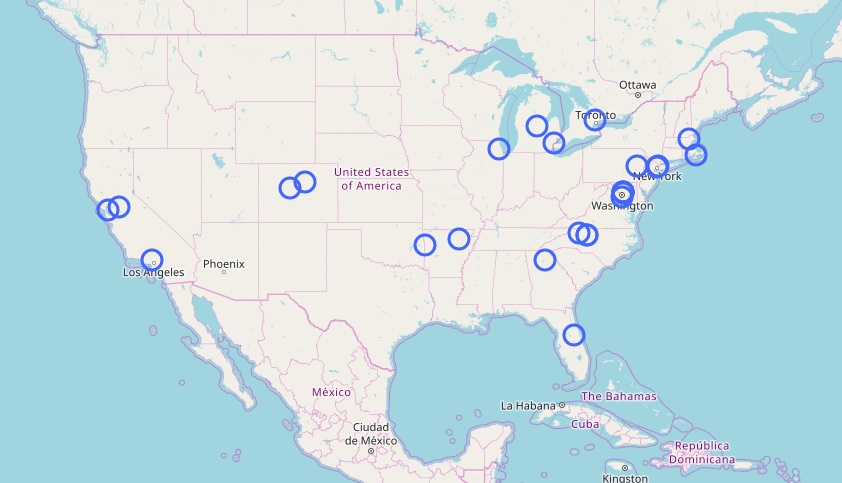 Ottawa
Toronto
United States
of America
New York
Washington
Los Angeles
Phoenix
México
La Habana
The Bahamas
Cuba
Ciudad
de México
República
Dominicana
Kingston